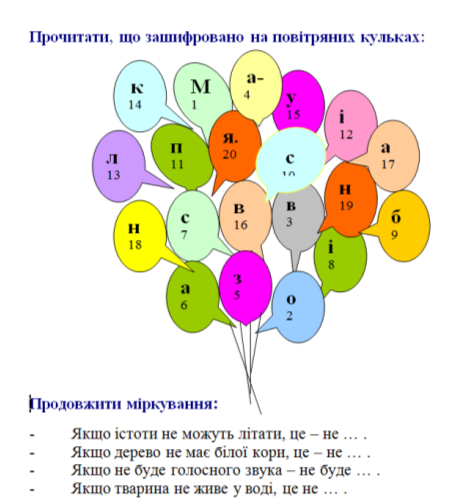 Прочитати, що зашифровано на повітряних кульках:
к
14
М
1
а-
4
у
15
і
12
л
13
п
11
я.
20
с
10
а
17
н
18
с
7
в
16
в
3
н
19
б
9
а
6
з
5
і
8
о
2
Продовжити міркування:
- Якщо істоти не можуть літати, це – не … .
- Якщо дерево не має білої кори, це – не … .
- Якщо не буде голосного звука – не буде … .
- Якщо тварина не живе у воді, це не … .